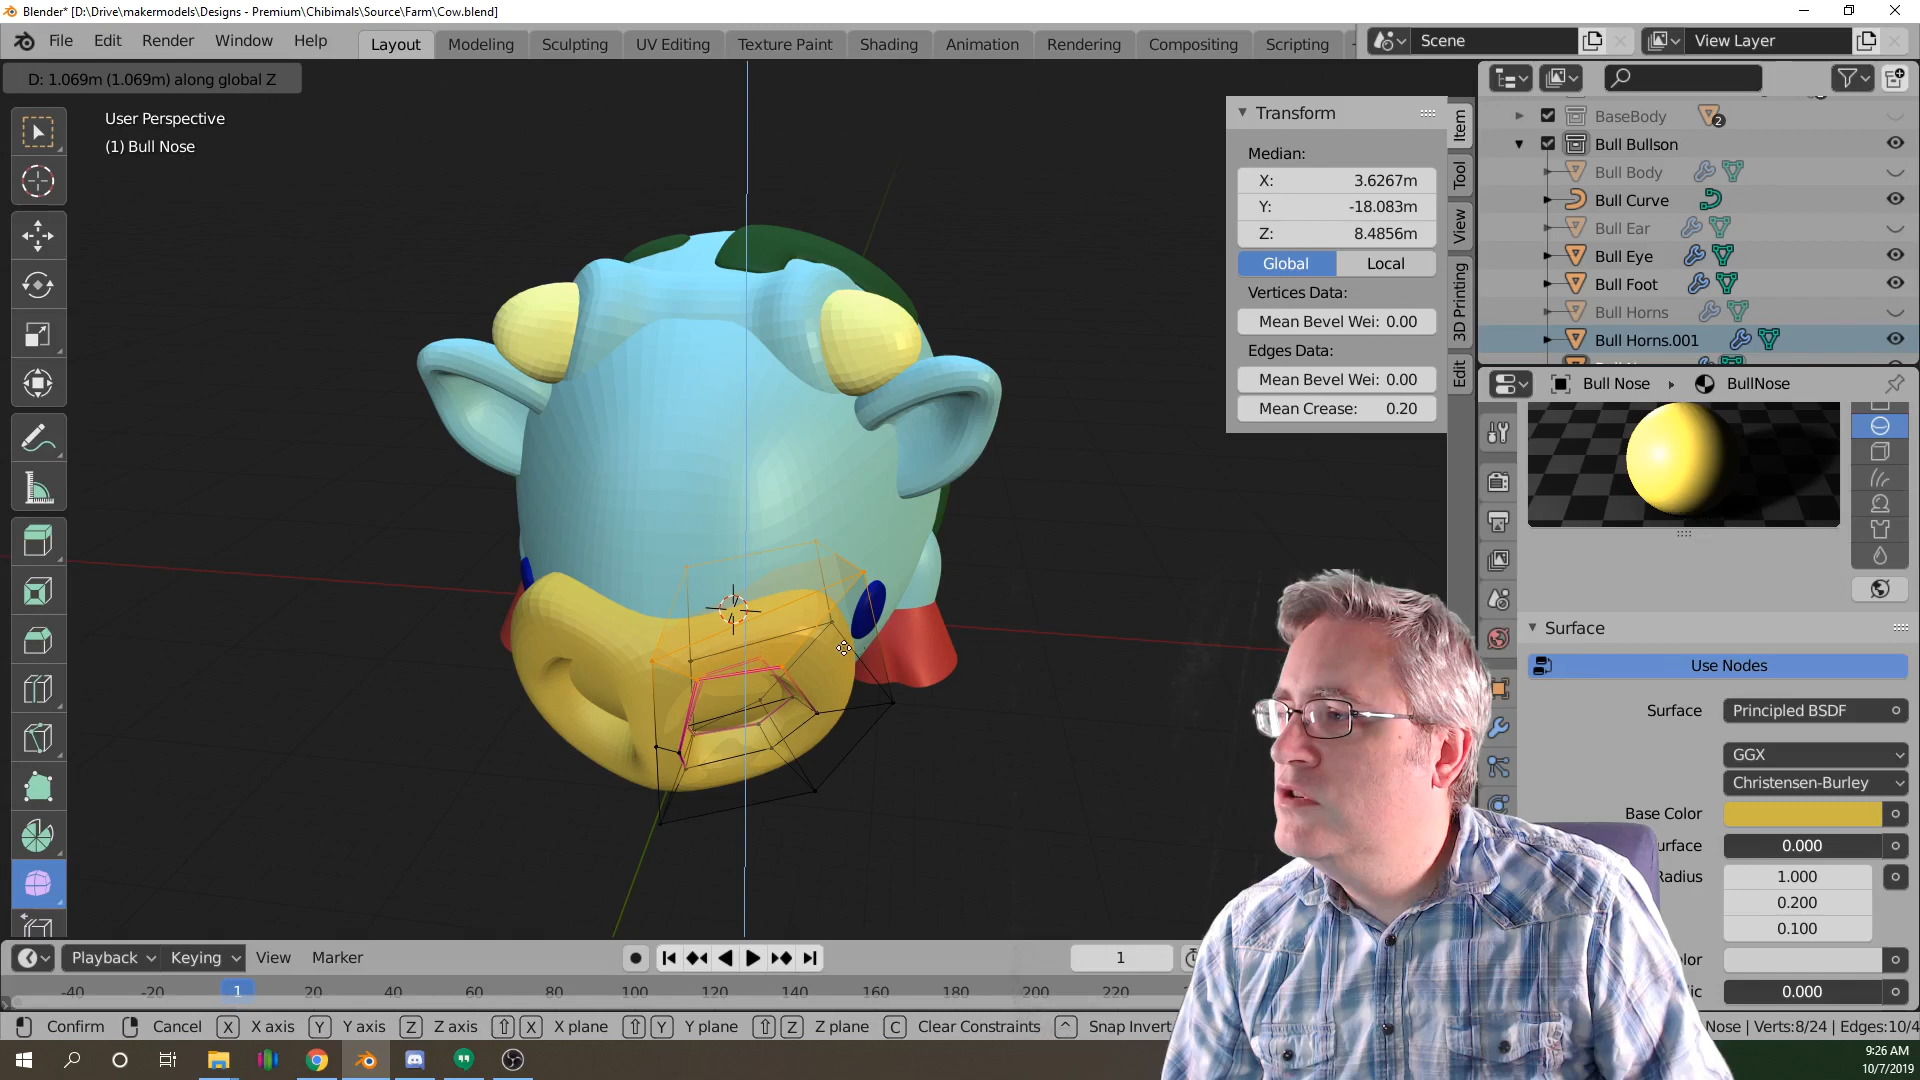 Blender* [D:\Drive\makermodels\Designs - Premium\Chibimals\Source\Farm\Cow.blend]
File Edit Render Window Help
Layout Modeling Sculpting UV Editing Texture Paint Shading Animation Rendering Compositing Scripting
Scene
View Layer
D: 1.069m (1.069m) along global Z
User Perspective
(1) Bull Nose
Transform
Median:
X: 3.6267m
Y: -18.083m
Z: 8.4856m
Global Local
Vertices Data:
Mean Bevel Wei: 0.00
Edges Data:
Mean Bevel Wei: 0.00
Mean Crease: 0.20
Item
Tool
View
3D Printing
Edit
BaseBody 2
Bull Bullson
Bull Body
Bull Curve
Bull Ear
Bull Eye
Bull Foot
Bull Horns
Bull Horns.001
Bull Nose BullNose
Surface
Use Nodes
Surface Principled BSDF
GGX
Christensen-Burley
Base Color
urface 0.000
Radius 1.000
0.200
0.100
olor
ic 0.000
Playback Keying View Marker
1
-40 -20 1 20 40 60 80 100 120 140 160 180 200 220
Confirm Cancel X X axis Y Y axis Z Z axis X X plane Y Y plane Z Z plane C Clear Constraints ^ Snap Invert
Nose | Verts:8/24 | Edges:10/4
9:26 AM
10/7/2019